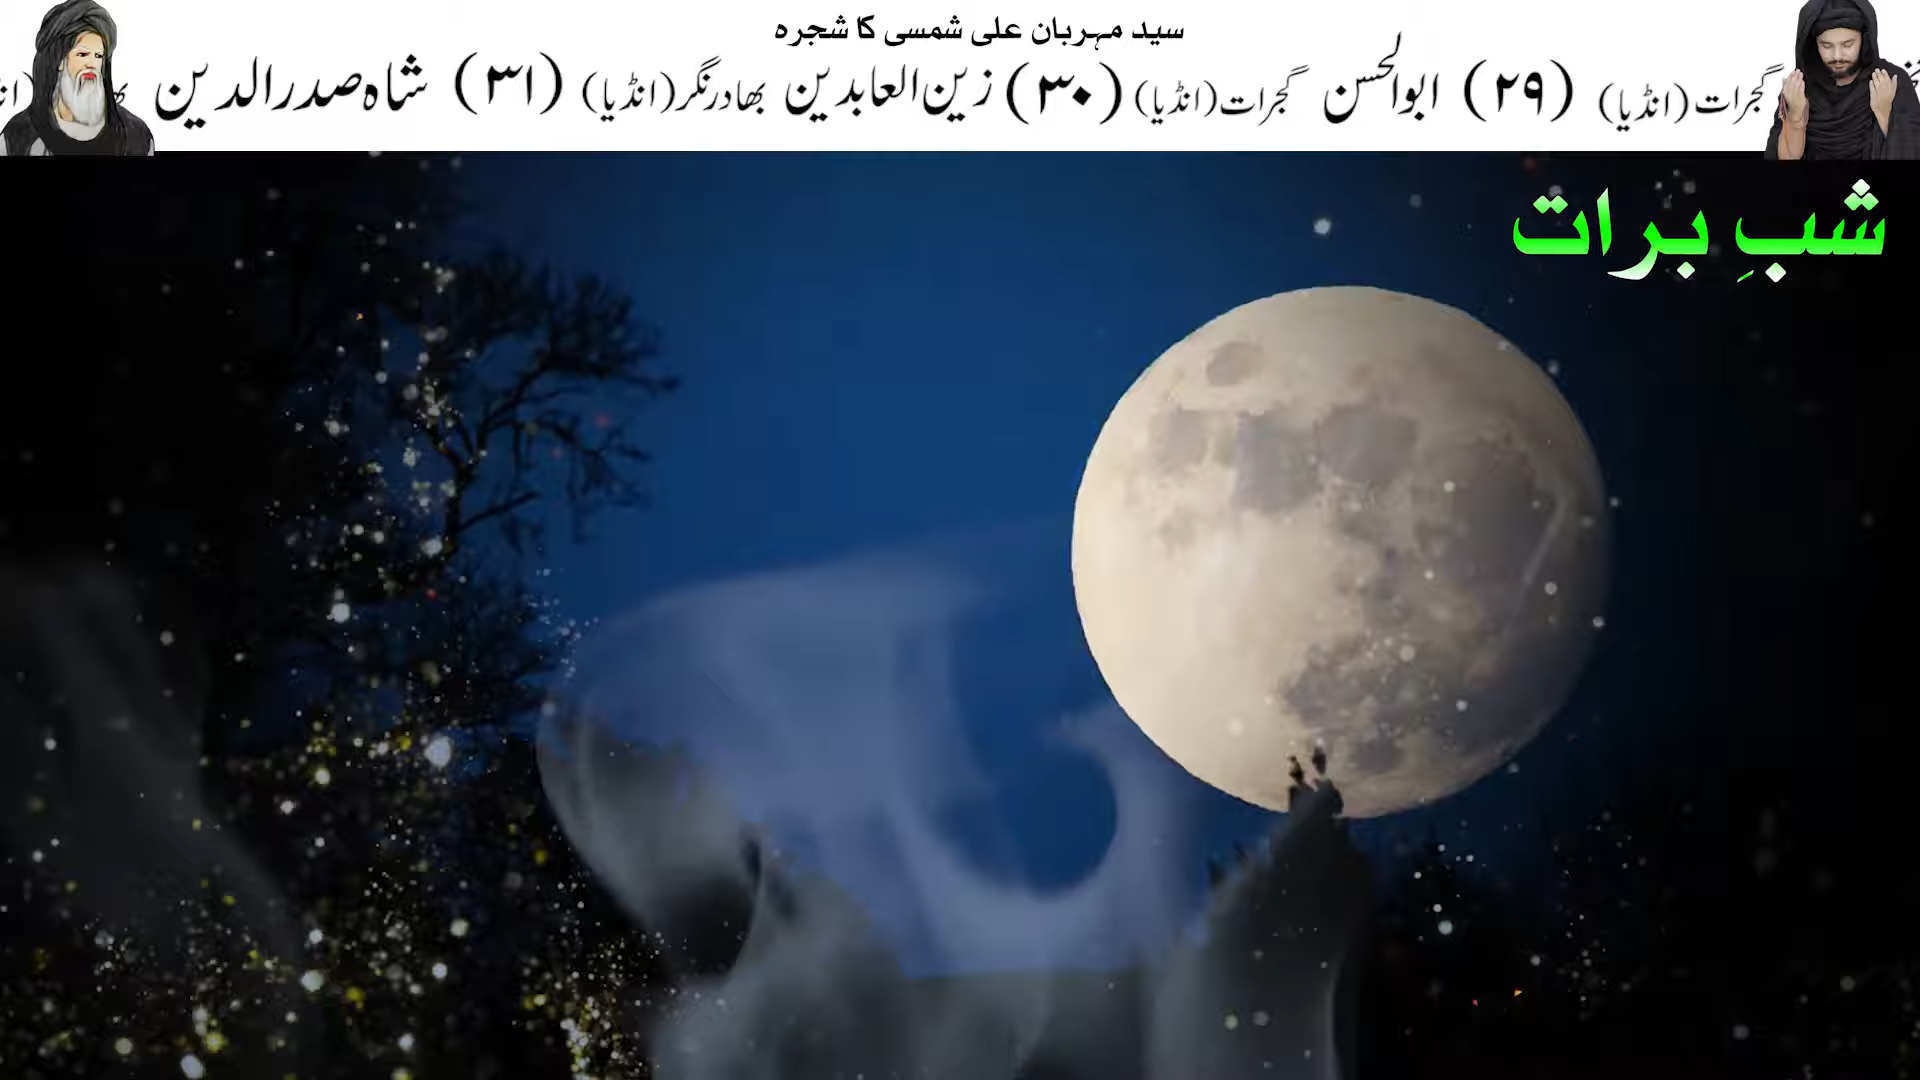 سید مہربان علی شمسی کا شجرہ
گجرات (انڈیا) (۲۹) ابوالحسن گجرات (انڈیا) (۳۰) زین العابدین بھادرنگر (انڈیا) (۳۱) شاہ صدرالدین
شبِ برات